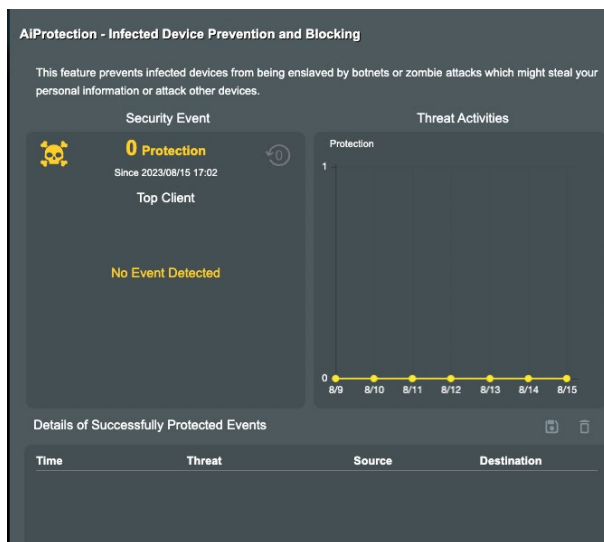 AiProtection - Infected Device Prevention and Blocking
This feature prevents infected devices from being enslaved by botnets or zombie attacks which might steal your
personal information or attack other devices.
Security Event
0 Protection
0
Since 2023/08/15 17:02
Top Client
No Event Detected
Threat Activities
Protection
1
0
8/9 8/10 8/11 8/12 8/13 8/14 8/15
Details of Successfully Protected Events
Time Threat Source Destination